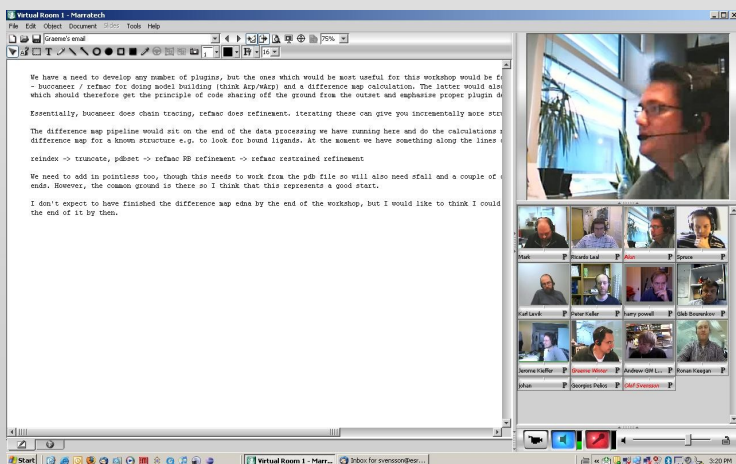 Virtual Room 1 - Marratech
File Edit Object Document Slides Tools Help
Graeme's email
75%
1
16
We have a need to develop any number of plugins, but the ones which would be most useful for this workshop would be
- buccaneer / refmac for doing model building (think Arp/wArp) and a difference map calculation. The latter would
which should therefore get the principle of code sharing off the ground from the outset and emphasise proper plugin
Essentially, bucaneer does chain tracing, refmac does refinement. iterating these can give you incrementally more
The difference map pipeline would sit on the end of the data processing we have running here and do the calculations
difference map for a known structure e.g. to look for bound ligands. At the moment we have something along the lines
reindex -> truncate, pdbset -> refmac RB refinement -> refmac restrained refinement
We need to add in pointless too, though this needs to work from the pdb file so will also need sfall and a couple of
ends. However, the common ground is there so I think that this represents a good start.
I don't expect to have finished the difference map edna by the end of the workshop, but I would like to think I could
the end of it by then.
Mark P Ricardo Leal P Alun P Spruce P
Karl Levik P Peter Keller P harry powell P Gleb Bourenkov P
Jerome Kieffer P Graeme Winter P Andrew GW L... P Ronan Keegan P
johan P Georgios Pelios P Olof Svensson P
Start
Virtual Room 1 - Marr...
Inbox for svensson@esr...
3:20 PM